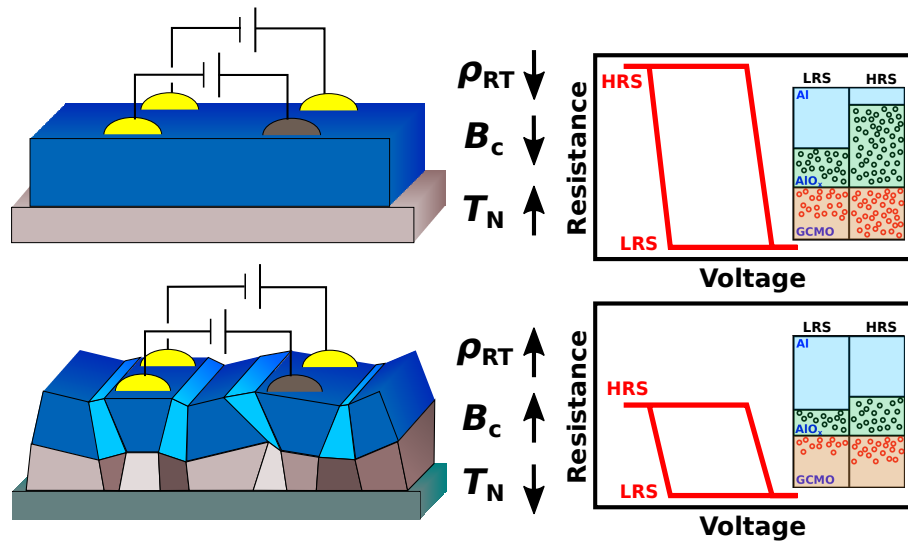 ρRT ↓
Bc ↓
TN ↑
Resistance
HRS
LRS
Voltage
LRS HRS
Al
AlOx
GCMO
ρRT ↑
Bc ↑
TN ↓
Resistance
HRS
LRS
Voltage
LRS HRS
Al
AlOx
GCMO